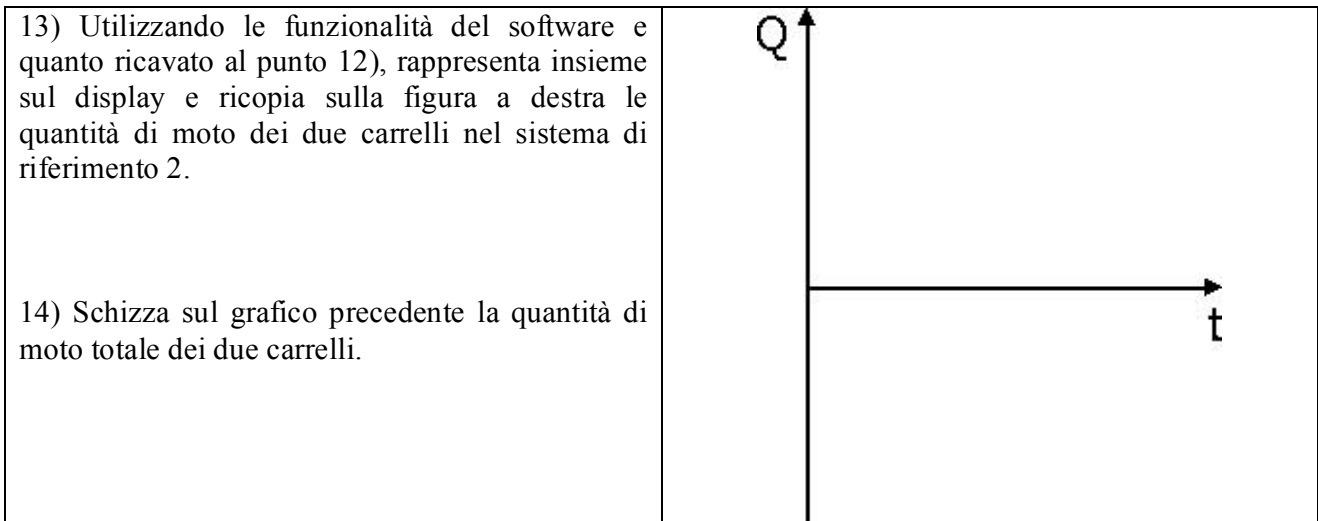 13) Utilizzando le funzionalità del software e
quanto ricavato al punto 12), rappresenta insieme
sul display e ricopia sulla figura a destra le
quantità di moto dei due carrelli nel sistema di
riferimento 2.
14) Schizza sul grafico precedente la quantità di
moto totale dei due carrelli.
Q
t